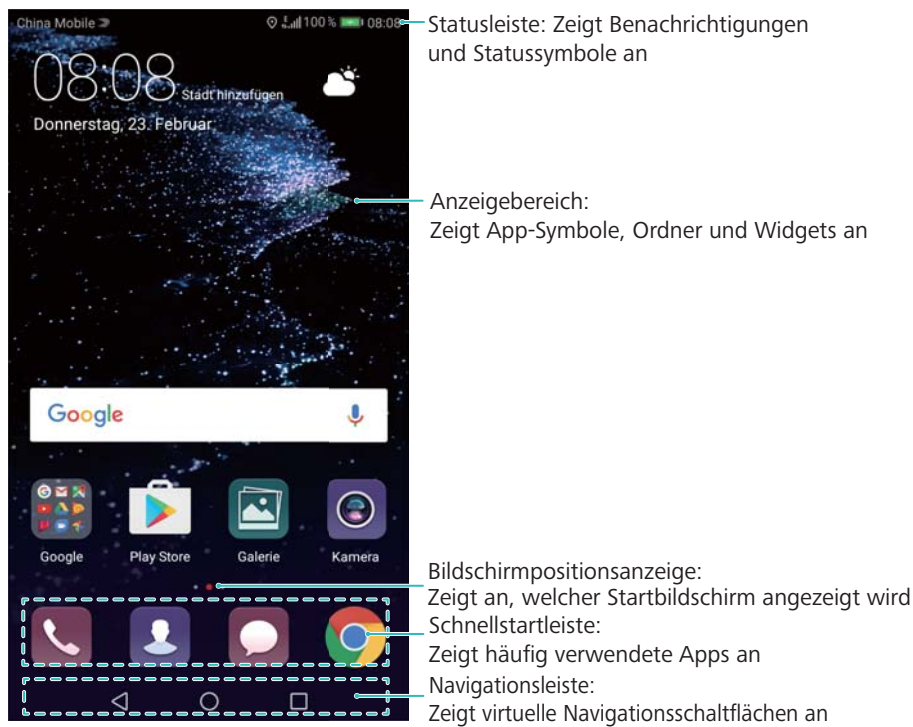 China Mobile
100 % 08:08
08:08 Stadt hinzufügen
Donnerstag, 23. Februar
Google
Google
Play Store
Galerie
Kamera
Statusleiste: Zeigt Benachrichtigungen
und Statussymbole an
Anzeigebereich:
Zeigt App-Symbole, Ordner und Widgets an
Bildschirmpositionsanzeige:
Zeigt an, welcher Startbildschirm angezeigt wird
Schnellstartleiste:
Zeigt häufig verwendete Apps an
Navigationsleiste:
Zeigt virtuelle Navigationsschaltflächen an